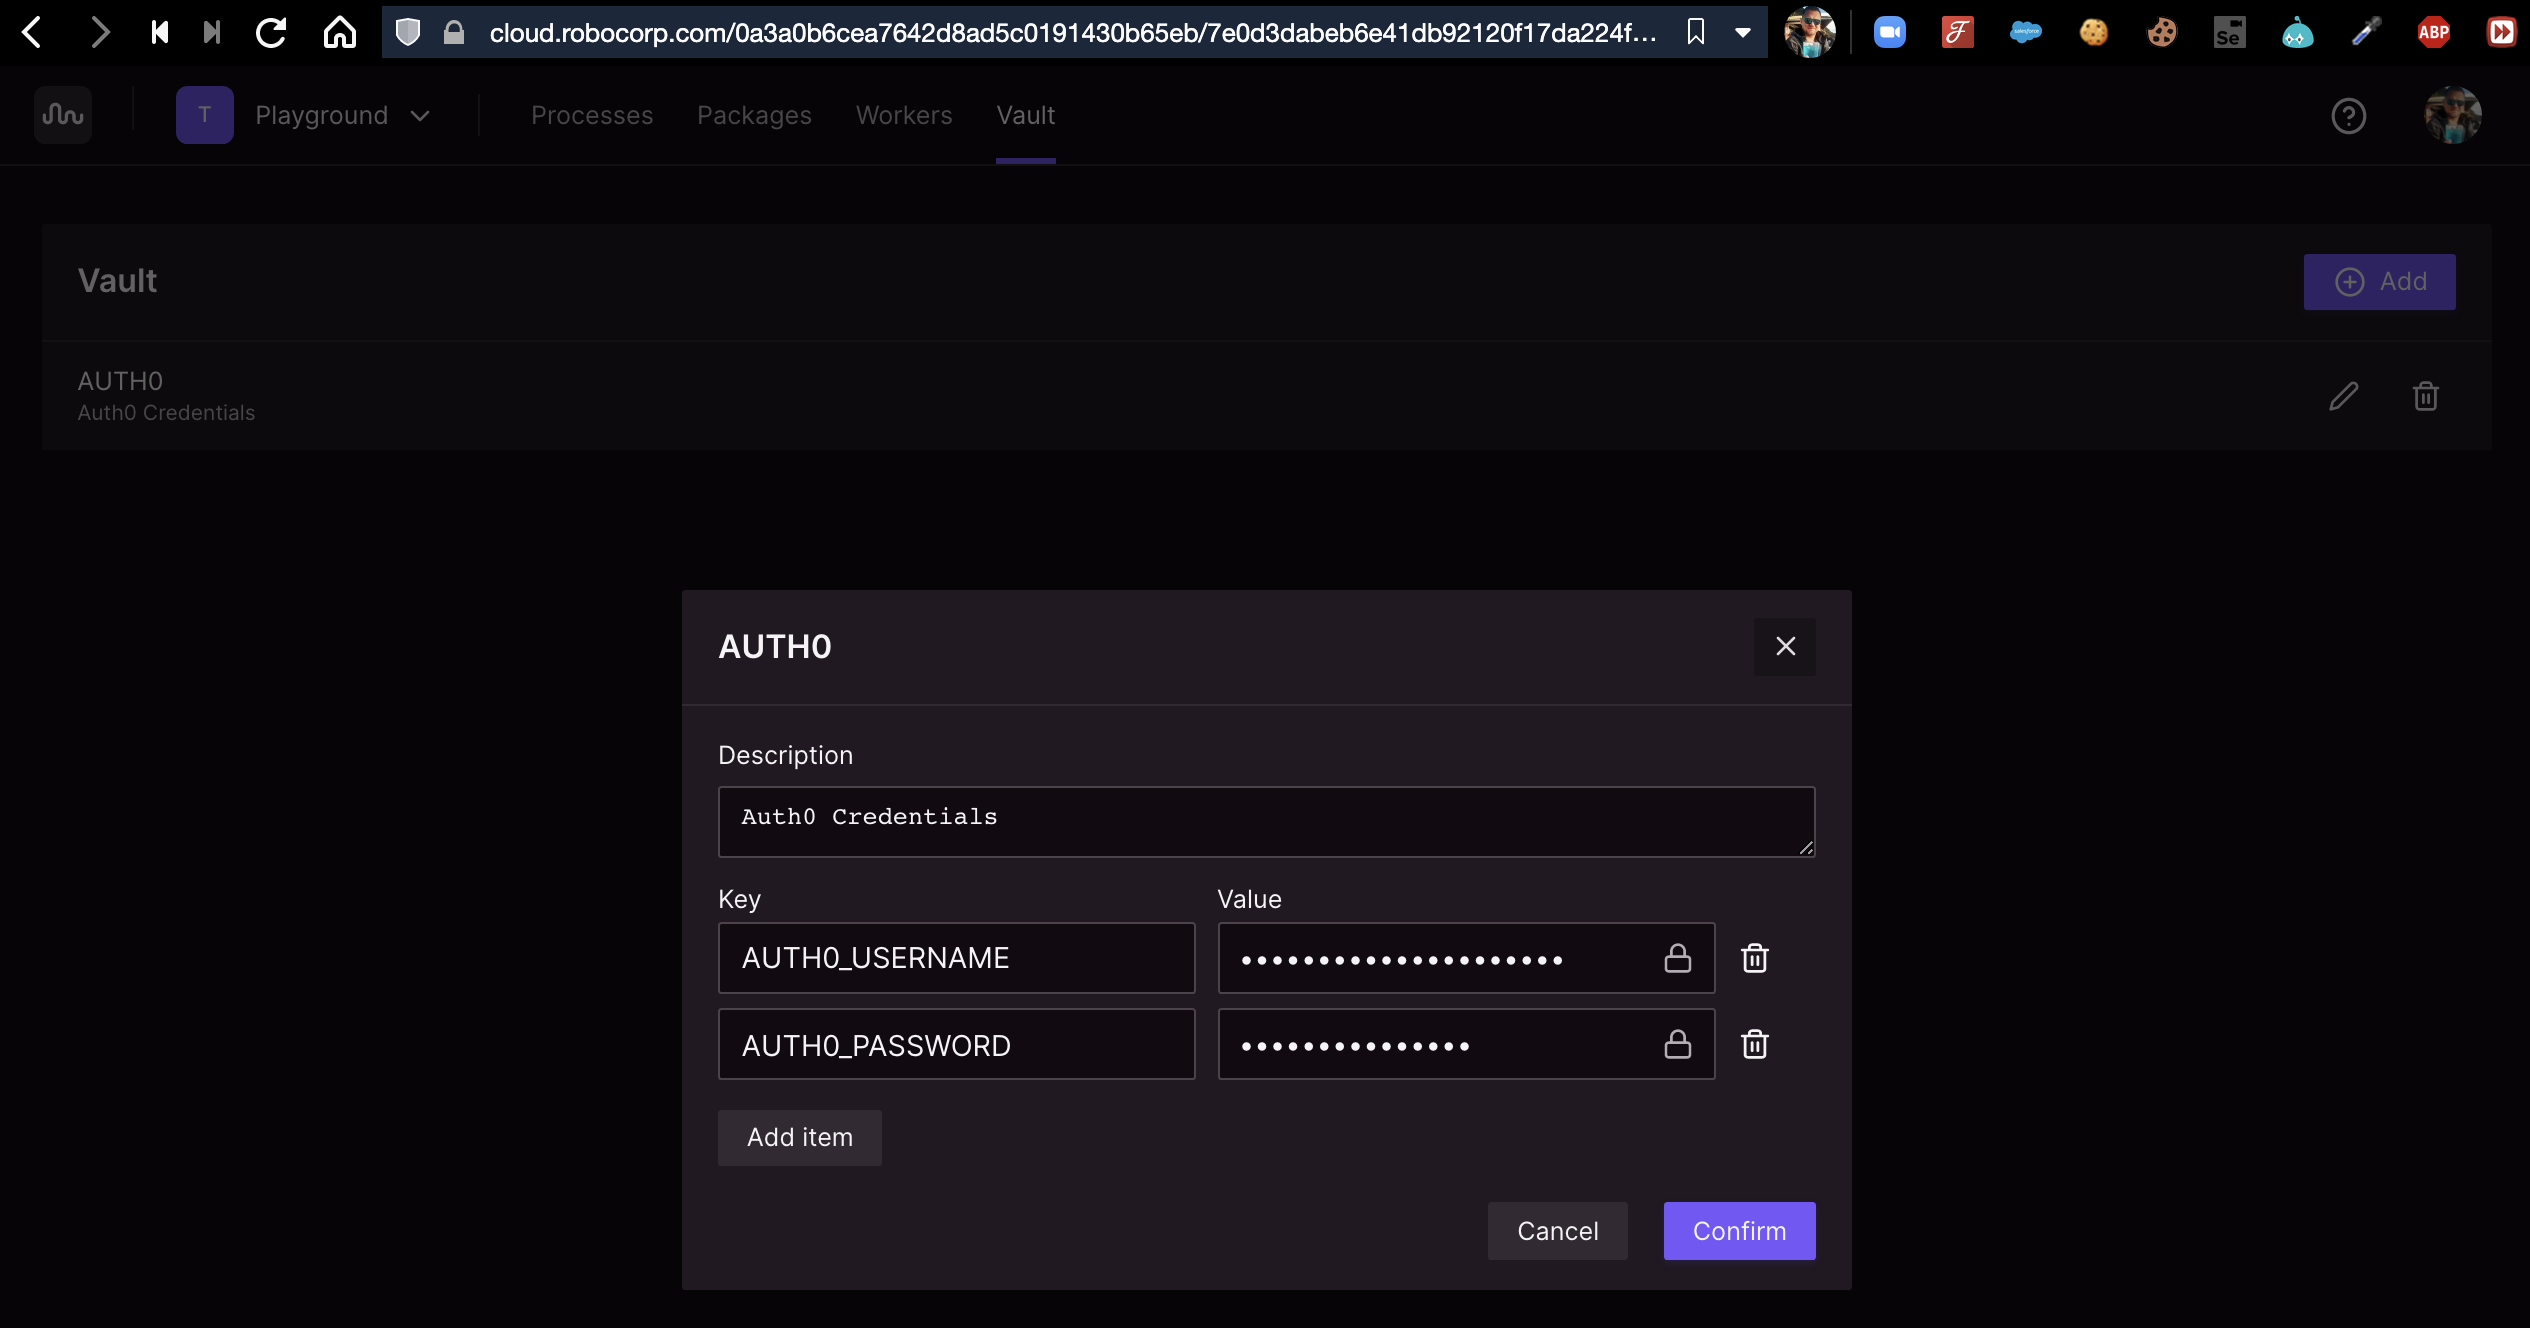 cloud.robocorp.com/0a3a0b6cea7642d8ad5c0191430b65eb/7e0d3dabeb6e41db92120f17da224f...
Se
ABP
T Playground Processes Packages Workers Vault
Vault
Add
AUTH0
Auth0 Credentials
AUTH0
Description
Auth0 Credentials
Key Value
AUTH0_USERNAME •••••••••••••••••••••
AUTH0_PASSWORD •••••••••••••••
Add item
Cancel Confirm